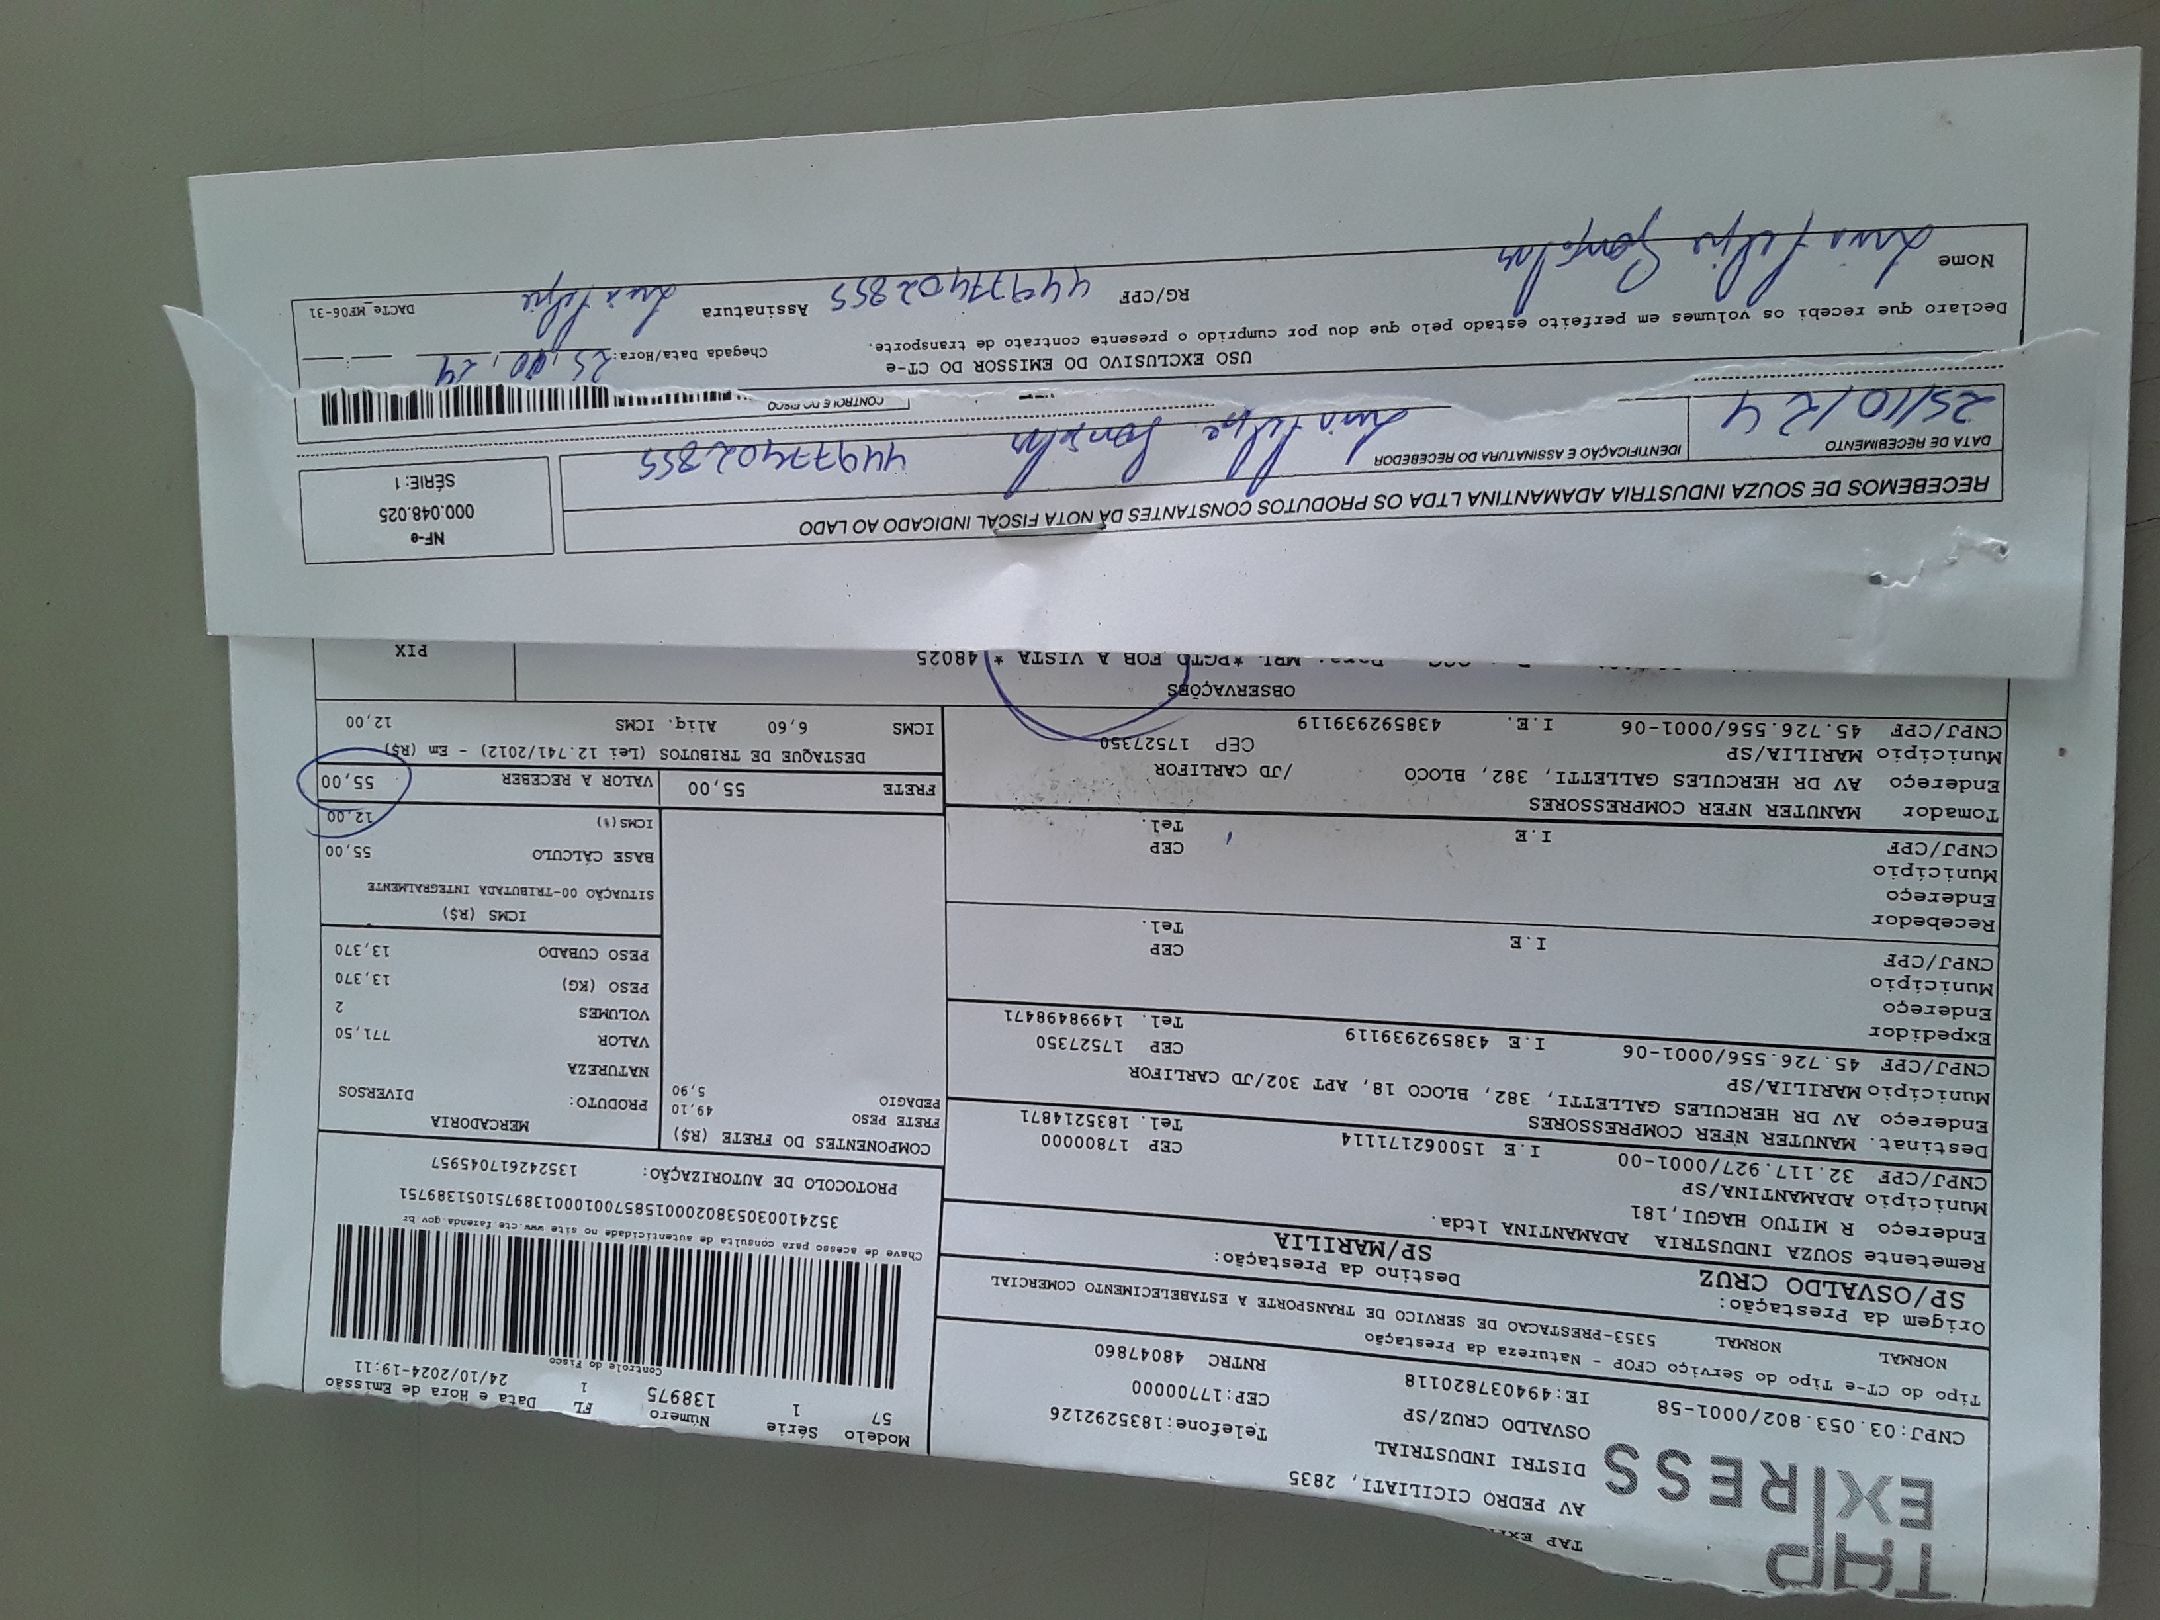 TAP
EXPRESS
AV PEDRO CICILIATI, 2835
DISTRI INDUSTRIAL
OSVALDO CRUZ/SP
Telefone:1835292126
CEP:17700000
CNPJ:03.053.802/0001-58
IE:494037820118
RNTRC 48047860
Modelo Série Número FL Data e Hora de Emissão
57 1 138975 1 24/10/2024-19:11
Controle do Fisco
Chave de acesso para consulta de autenticidade no site www.cte.fazenda.gov.br
35241003053802000158570010001389751051389751
PROTOCOLO DE AUTORIZAÇÃO: 135242617045957
Tipo do CT-e Tipo do Serviço CFOP - Natureza da Prestação
NORMAL NORMAL 5353-PRESTACAO DE SERVICO DE TRANSPORTE A ESTABELECIMENTO COMERCIAL
Origem da Prestação: Destino da Prestação:
SP/OSVALDO CRUZ SP/MARILIA
Remetente SOUZA INDUSTRIA ADAMANTINA ltda.
Endereço R MITUO HAGUI,181
Município ADAMANTINA/SP CEP 17800000
CNPJ/CPF 32.117.927/0001-00 I.E 150062171114 Tel. 1835214871
Destinat. MANUTER NFER COMPRESSORES
Endereço AV DR HERCULES GALLETTI, 382, BLOCO 18, APT 302/JD CARLIFOR
Município MARILIA/SP CEP 17527350
CNPJ/CPF 45.726.556/0001-06 I.E 438592939119 Tel. 1499849 8471
Expedidor
Endereço
Município CEP
CNPJ/CPF I.E Tel.
Recebedor
Endereço
Município CEP
CNPJ/CPF I.E Tel.
Tomador MANUTER NFER COMPRESSORES
Endereço AV DR HERCULES GALLETTI, 382, BLOCO /JD CARLIFOR
Município MARILIA/SP CEP 17527350
CNPJ/CPF 45.726.556/0001-06 I.E. 438592939119
COMPONENTES DO FRETE (R$)
FRETE PESO 49,10
PEDAGIO 5,90
MERCADORIA
PRODUTO: DIVERSOS
NATUREZA
VALOR 771,50
VOLUMES 2
PESO (KG) 13,370
PESO CUBADO 13,370
ICMS (R$)
SITUAÇÃO 00-TRIBUTADA INTEGRALMENTE
BASE CÁLCULO 55,00
ICMS(%) 12,00
FRETE 55,00 VALOR A RECEBER 55,00
DESTAQUE DE TRIBUTOS (Lei 12.741/2012) - Em (R$)
ICMS 6,60 Aliq. ICMS 12,00
OBSERVAÇÕES
MRL *PGTO FOB A VISTA * 48025
PIX
RECEBEMOS DE SOUZA INDUSTRIA ADAMANTINA LTDA OS PRODUTOS CONSTANTES DA NOTA FISCAL INDICADO AO LADO
NF-e
000.048.025
SÉRIE: 1
DATA DE RECEBIMENTO IDENTIFICAÇÃO E ASSINATURA DO RECEBEDOR
25/10/24 Luis Felipe Gonçalves 44977402855
CONTROLE DO FISCO
USO EXCLUSIVO DO EMISSOR DO CT-e
Chegada Data/Hora: 25,10,24
Declaro que recebi os volumes em perfeito estado pelo que dou por cumprido o presente contrato de transporte.
Nome Luis Felipe Gonçalves RG/CPF 44977402855 Assinatura Luis Felipe
DACTe_MF06-31